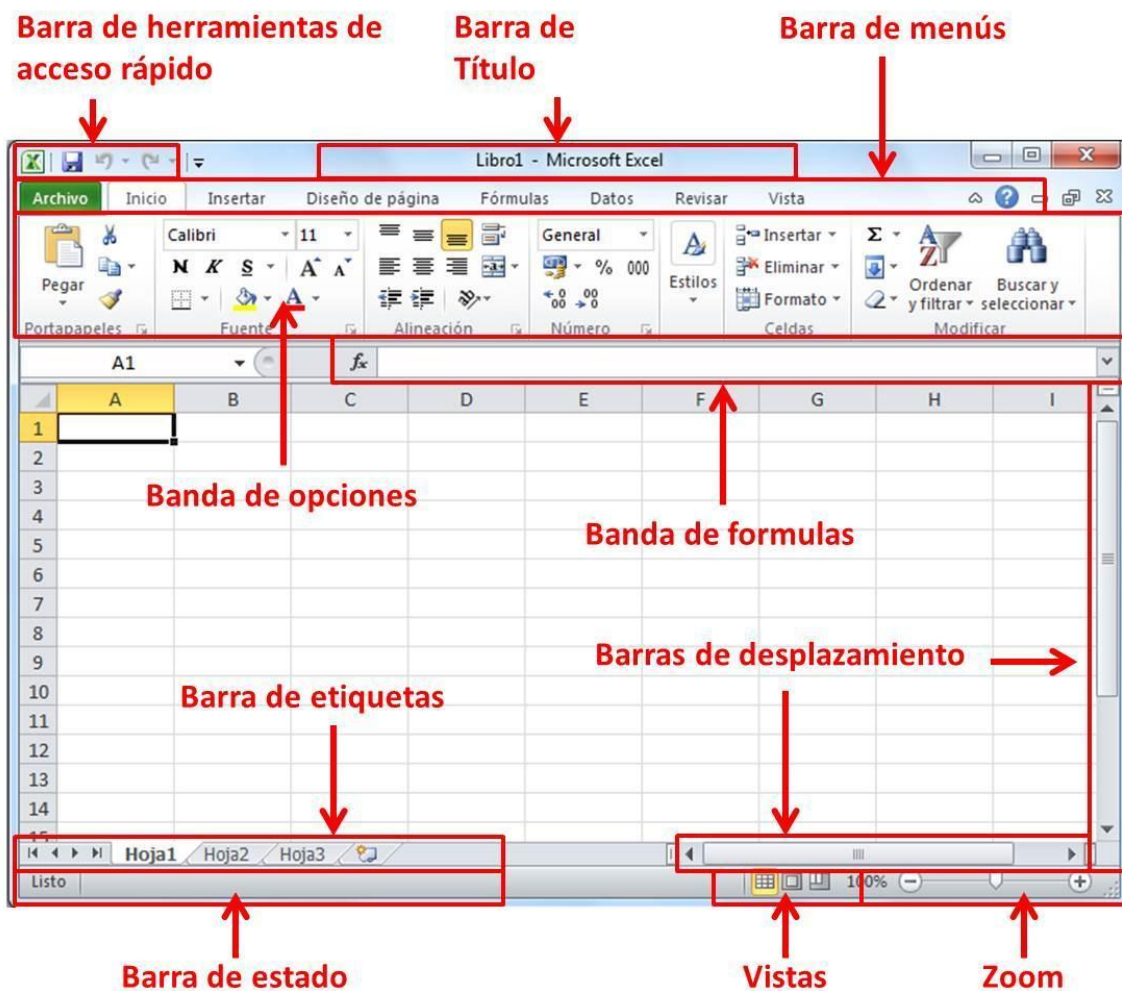 Barra de herramientas de
acceso rápido
Barra de
Título
Barra de menús
Libro1 - Microsoft Excel
Archivo Inicio Insertar Diseño de página Fórmulas Datos Revisar Vista
Calibri 11 General Insertar Σ
N K S A A % 000 Eliminar
Pegar Estilos Ordenar y filtrar Buscar y seleccionar
A Formato
Portapapeles Fuente Alineación Número Celdas Modificar
A1 fx
A B C D E F G H I
1
2
3
Banda de opciones
4
Banda de formulas
5
6
7
8
9
Barras de desplazamiento
10
Barra de etiquetas
11
12
13
14
15
Hoja1 Hoja2 Hoja3
Listo 100%
Barra de estado
Vistas
Zoom